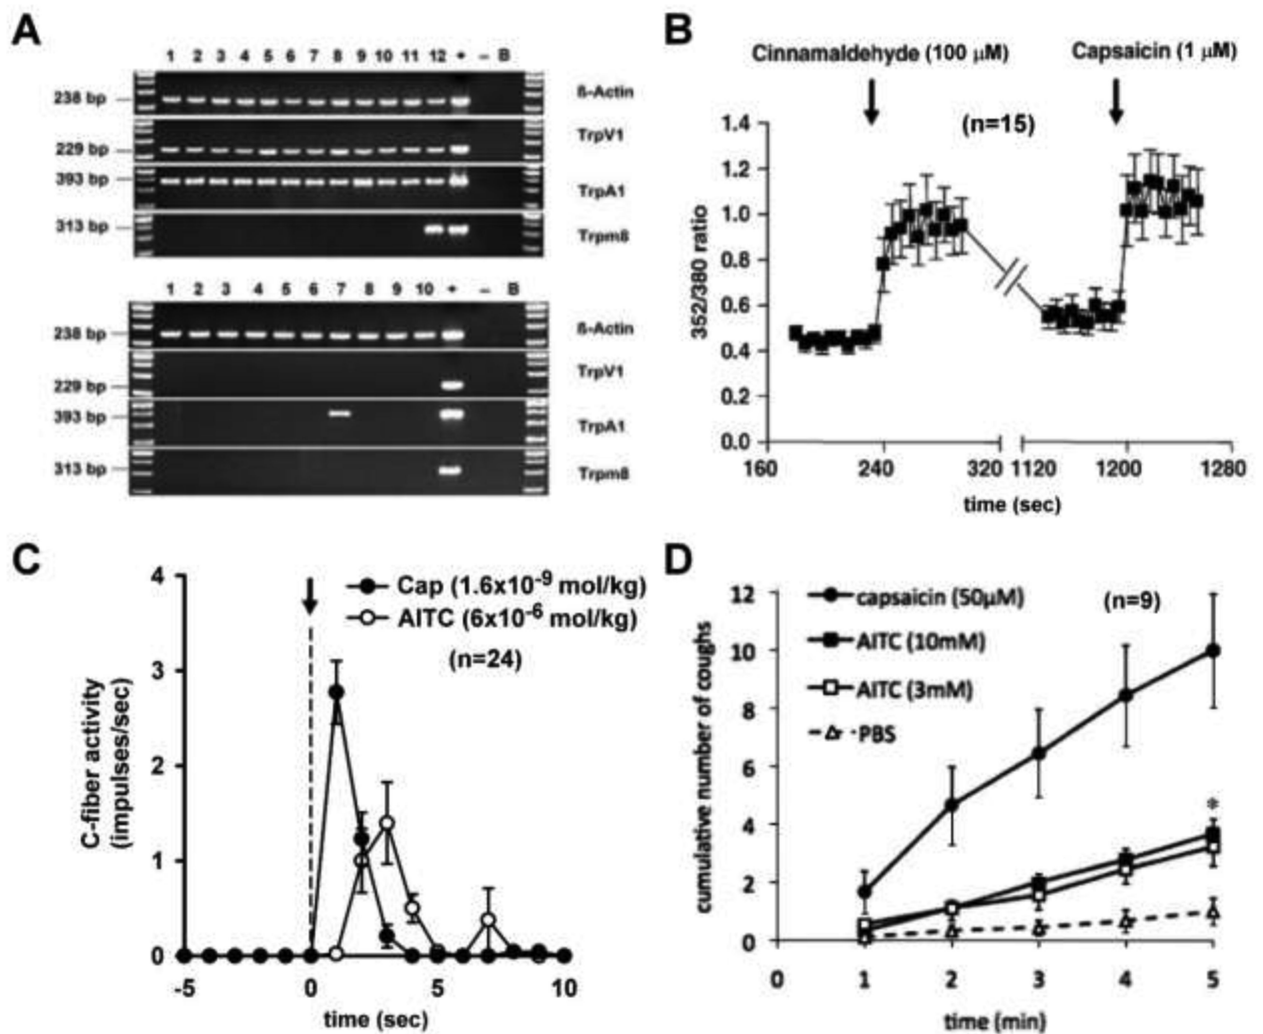 A
1 2 3 4 5 6 7 8 9 10 11 12 + – B
238 bp
ß-Actin
TrpV1
229 bp
393 bp
TrpA1
313 bp
Trpm8
1 2 3 4 5 6 7 8 9 10 + – B
238 bp
ß-Actin
TrpV1
229 bp
393 bp
TrpA1
313 bp
Trpm8
B
Cinnamaldehyde (100 µM)
Capsaicin (1 µM)
(n=15)
352/380 ratio
1.4
1.2
1.0
0.8
0.6
0.4
0.2
0.0
160 240 320 1120 1200 1280
time (sec)
C
Cap (1.6x10⁻⁹ mol/kg)
AITC (6x10⁻⁶ mol/kg)
(n=24)
C-fiber activity
(impulses/sec)
4
3
2
1
0
-5 0 5 10
time (sec)
D
capsaicin (50µM)
(n=9)
AITC (10mM)
AITC (3mM)
PBS
*
cumulative number of coughs
12
10
8
6
4
2
0
0 1 2 3 4 5
time (min)